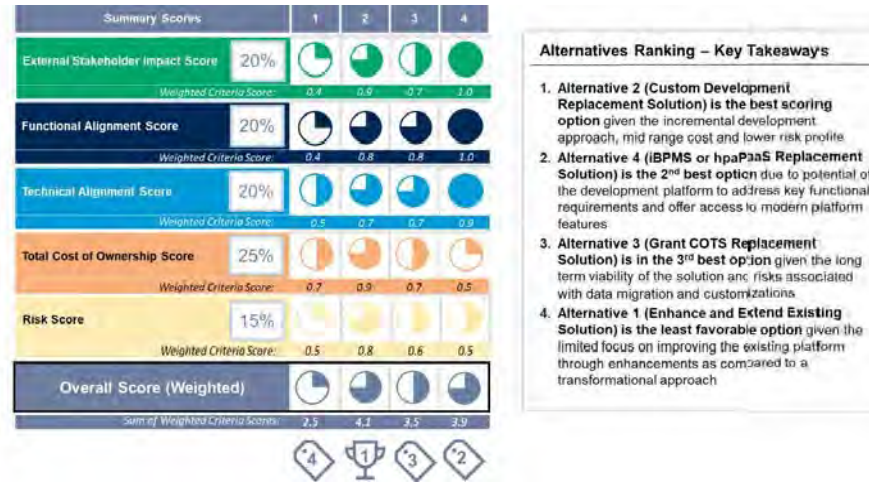 Summary Scores 1 2 3 4
External Stakeholder Impact Score 20%
Weighted Criteria Score: 0.4 0.9 0.7 1.0
Functional Alignment Score 20%
Weighted Criteria Score: 0.4 0.8 0.8 1.0
Technical Alignment Score 20%
Weighted Criteria Score: 0.5 0.7 0.7 0.9
Total Cost of Ownership Score 25%
Weighted Criteria Score: 0.7 0.9 0.7 0.5
Risk Score 15%
Weighted Criteria Score: 0.5 0.8 0.6 0.5
Overall Score (Weighted)
Sum of Weighted Criteria Scores: 2.5 4.1 3.5 3.9
4 1 3 2
Alternatives Ranking – Key Takeaways
1. Alternative 2 (Custom Development
Replacement Solution) is the best scoring
option given the incremental development
approach, mid range cost and lower risk profile
2. Alternative 4 (iBPMS or hpaPaaS Replacement
Solution) is the 2nd best option due to potential of
the development platform to address key functional
requirements and offer access to modern platform
features
3. Alternative 3 (Grant COTS Replacement
Solution) is in the 3rd best option given the long
term viability of the solution and risks associated
with data migration and customizations
4. Alternative 1 (Enhance and Extend Existing
Solution) is the least favorable option given the
limited focus on improving the existing platform
through enhancements as compared to a
transformational approach